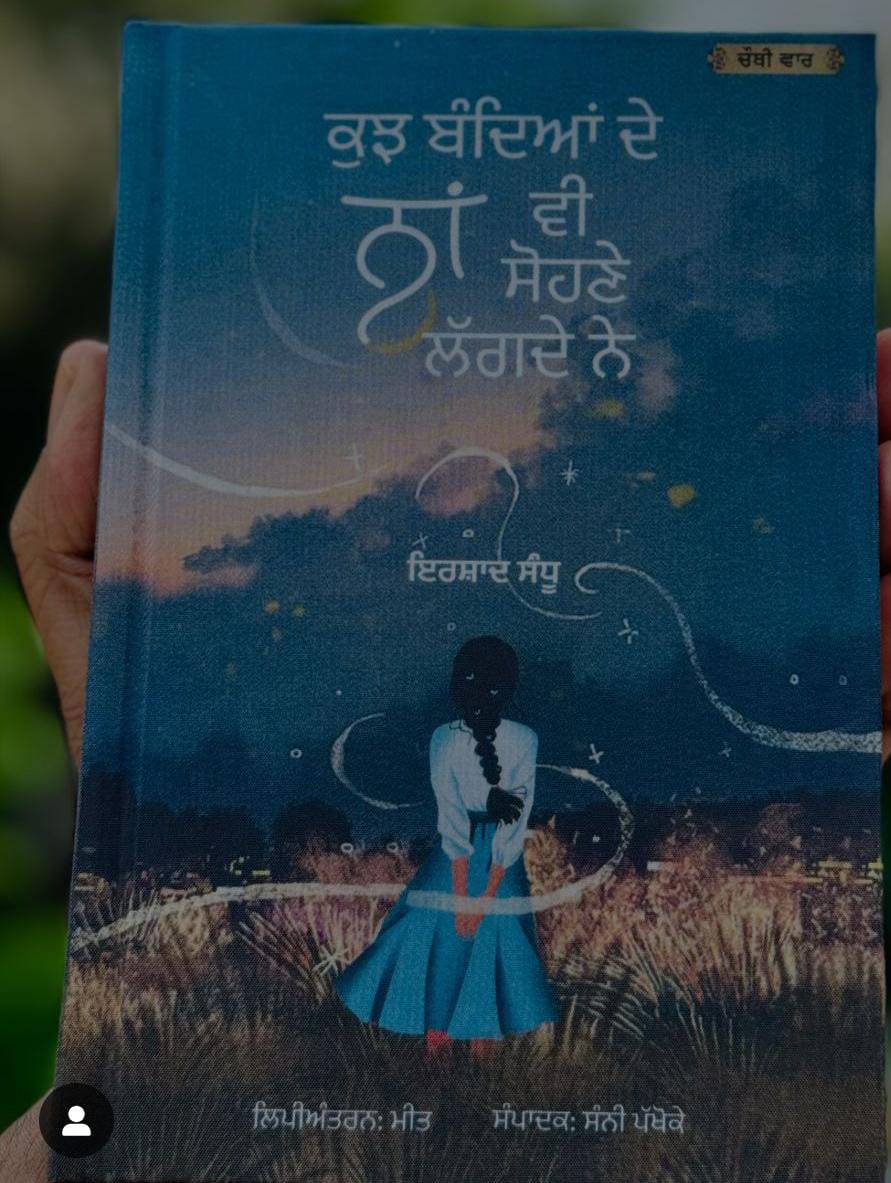 ਚੌਥੀ ਵਾਰ
ਕੁਝ ਬੰਦਿਆਂ ਦੇ
ਨਾਂ ਵੀ
ਸੋਹਣੇ
ਲੱਗਦੇ ਨੇ
ਇਰਸ਼ਾਦ ਸੰਧੂ
ਲਿਪੀਅੰਤਰਨ: ਮੀਤ ਸੰਪਾਦਕ: ਸੰਨੀ ਪੱਖੋਕੇ